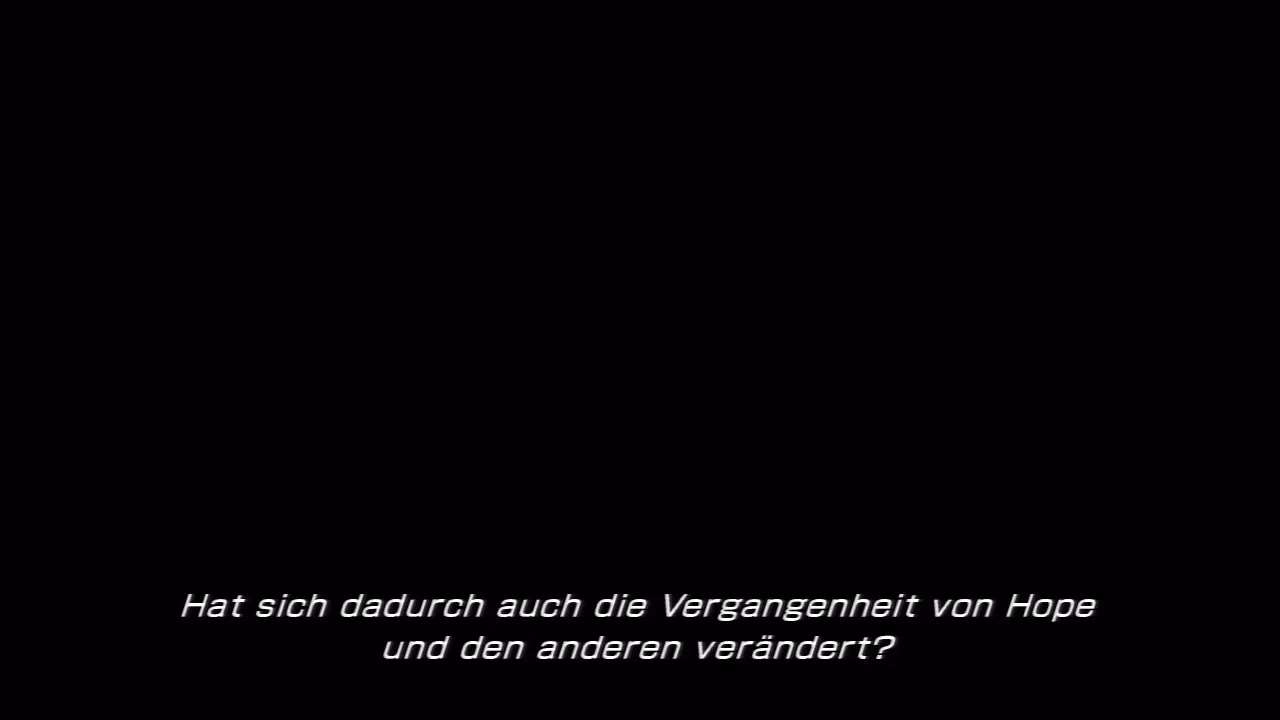 Hat sich dadurch auch die Vergangenheit von Hope
und den anderen verändert?